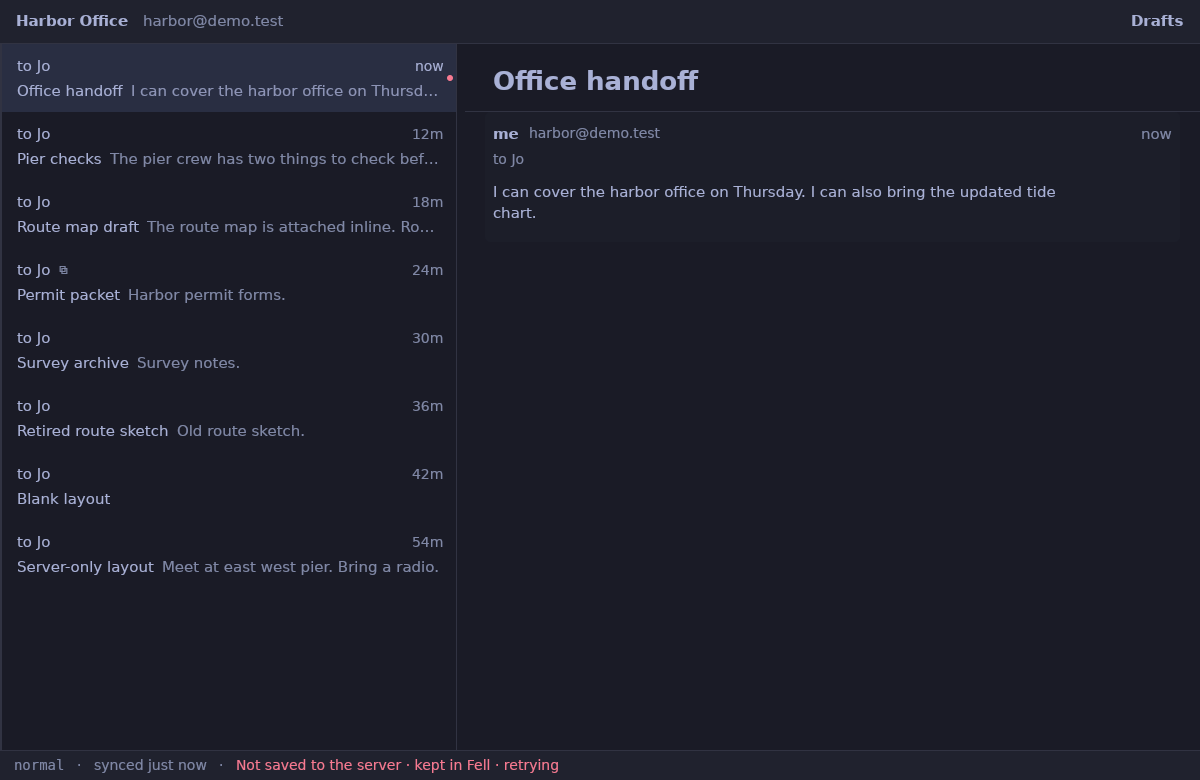 Harbor Office harbor@demo.test Drafts
to Jo now
Office handoff I can cover the harbor office on Thursd…
to Jo 12m
Pier checks The pier crew has two things to check bef…
to Jo 18m
Route map draft The route map is attached inline. Ro…
to Jo 24m
Permit packet Harbor permit forms.
to Jo 30m
Survey archive Survey notes.
to Jo 36m
Retired route sketch Old route sketch.
to Jo 42m
Blank layout
to Jo 54m
Server-only layout Meet at east west pier. Bring a radio.
Office handoff
me harbor@demo.test now
to Jo
I can cover the harbor office on Thursday. I can also bring the updated tide
chart.
normal · synced just now · Not saved to the server · kept in Fell · retrying